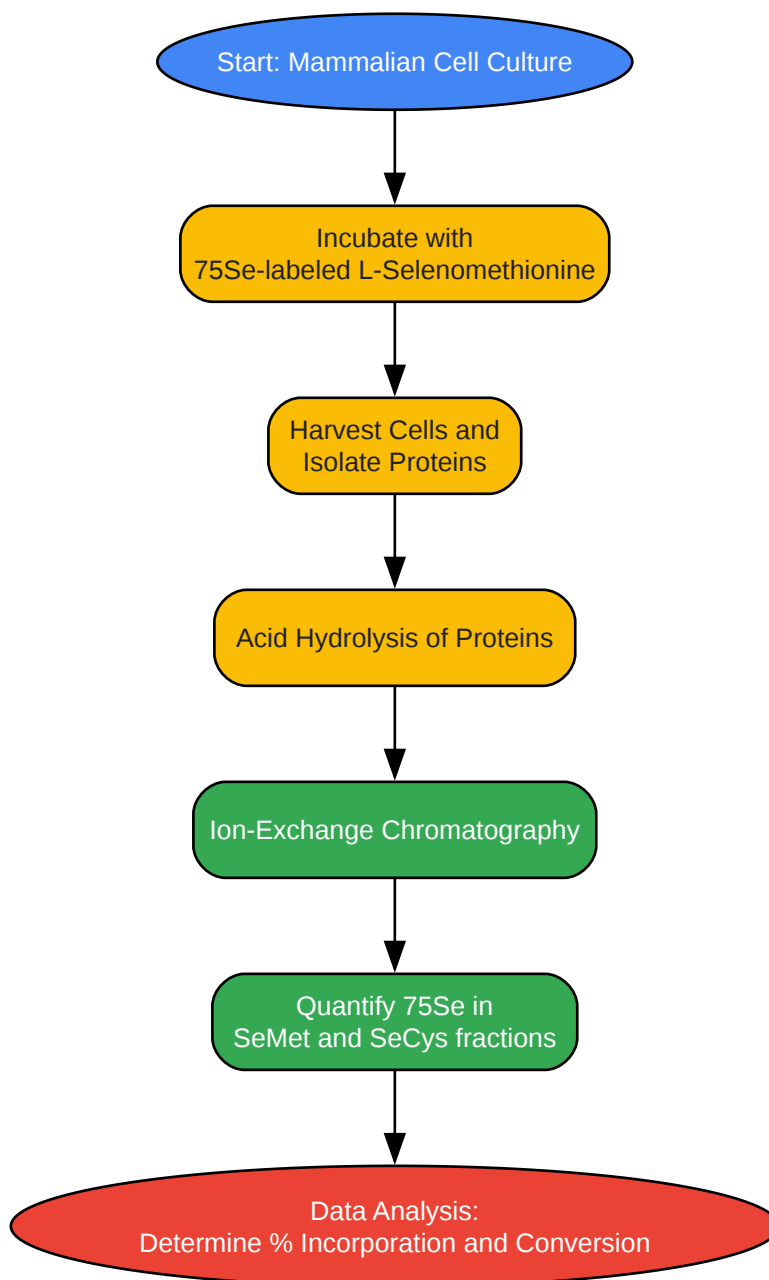 Start: Mammalian Cell Culture
Incubate with
75Se-labeled L-Selenomethionine
Harvest Cells and
Isolate Proteins
Acid Hydrolysis of Proteins
Ion-Exchange Chromatography
Quantify 75Se in
SeMet and SeCys fractions
Data Analysis:
Determine % Incorporation and Conversion